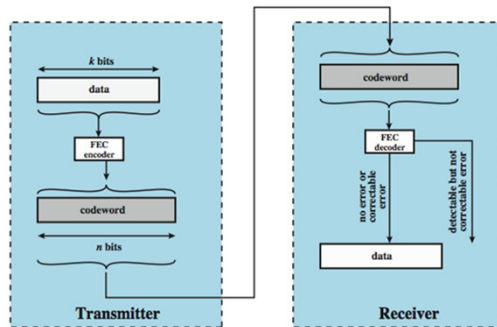 k bits
data
FEC
encoder
codeword
n bits
Transmitter
codeword
FEC
decoder
no error or
correctable
error
detectable but not
correctable error
data
Receiver